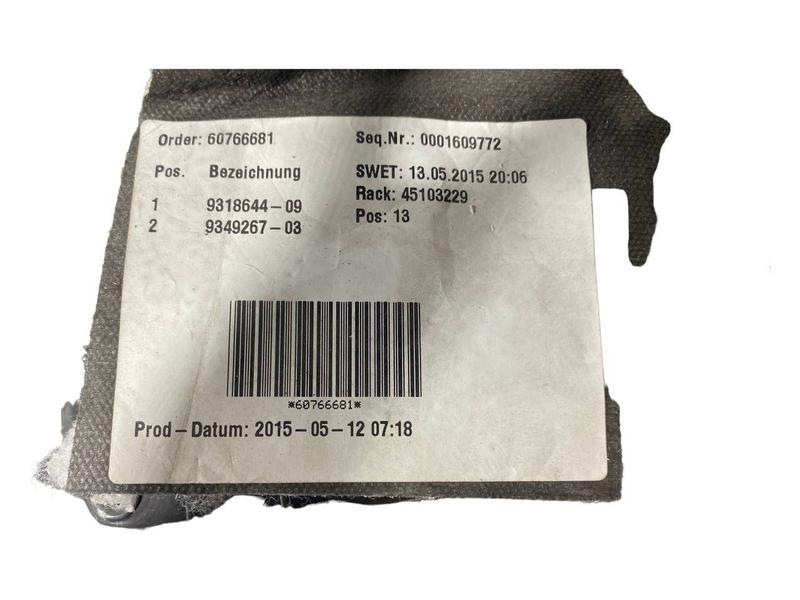 Order: 60766681 Seq.Nr.: 0001609772
Pos. Bezeichnung SWET: 13.05.2015 20:06
Rack: 45103229
1 9318644-09 Pos: 13
2 9349267-03
*60766681*
Prod-Datum: 2015-05-12 07:18